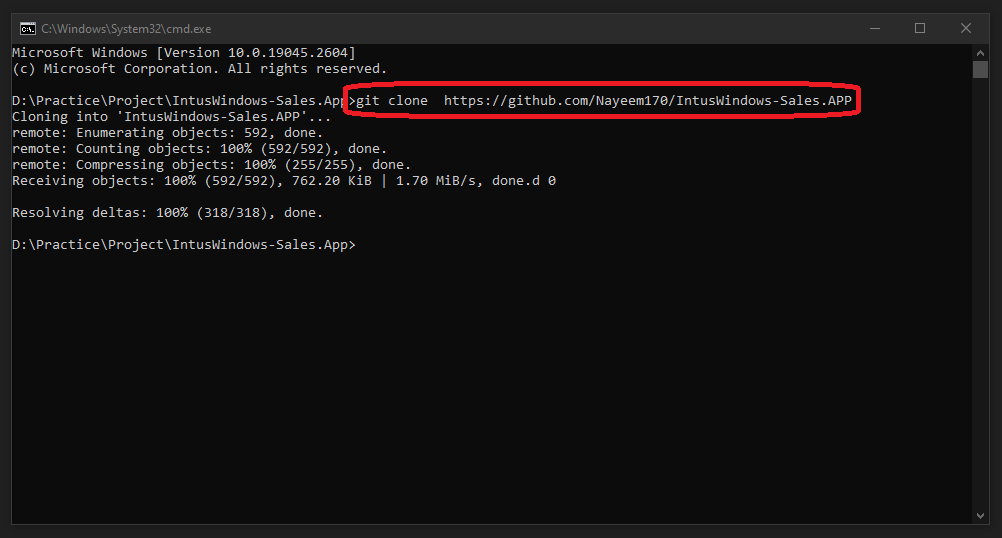 C:\Windows\System32\cmd.exe
Microsoft Windows [Version 10.0.19045.2604]
(c) Microsoft Corporation. All rights reserved.
D:\Practice\Project\IntusWindows-Sales.App>git clone  https://github.com/Nayeem170/IntusWindows-Sales.APP
Cloning into 'IntusWindows-Sales.APP'...
remote: Enumerating objects: 592, done.
remote: Counting objects: 100% (592/592), done.
remote: Compressing objects: 100% (255/255), done.
Receiving objects: 100% (592/592), 762.20 KiB | 1.70 MiB/s, done.d 0
Resolving deltas: 100% (318/318), done.
D:\Practice\Project\IntusWindows-Sales.App>